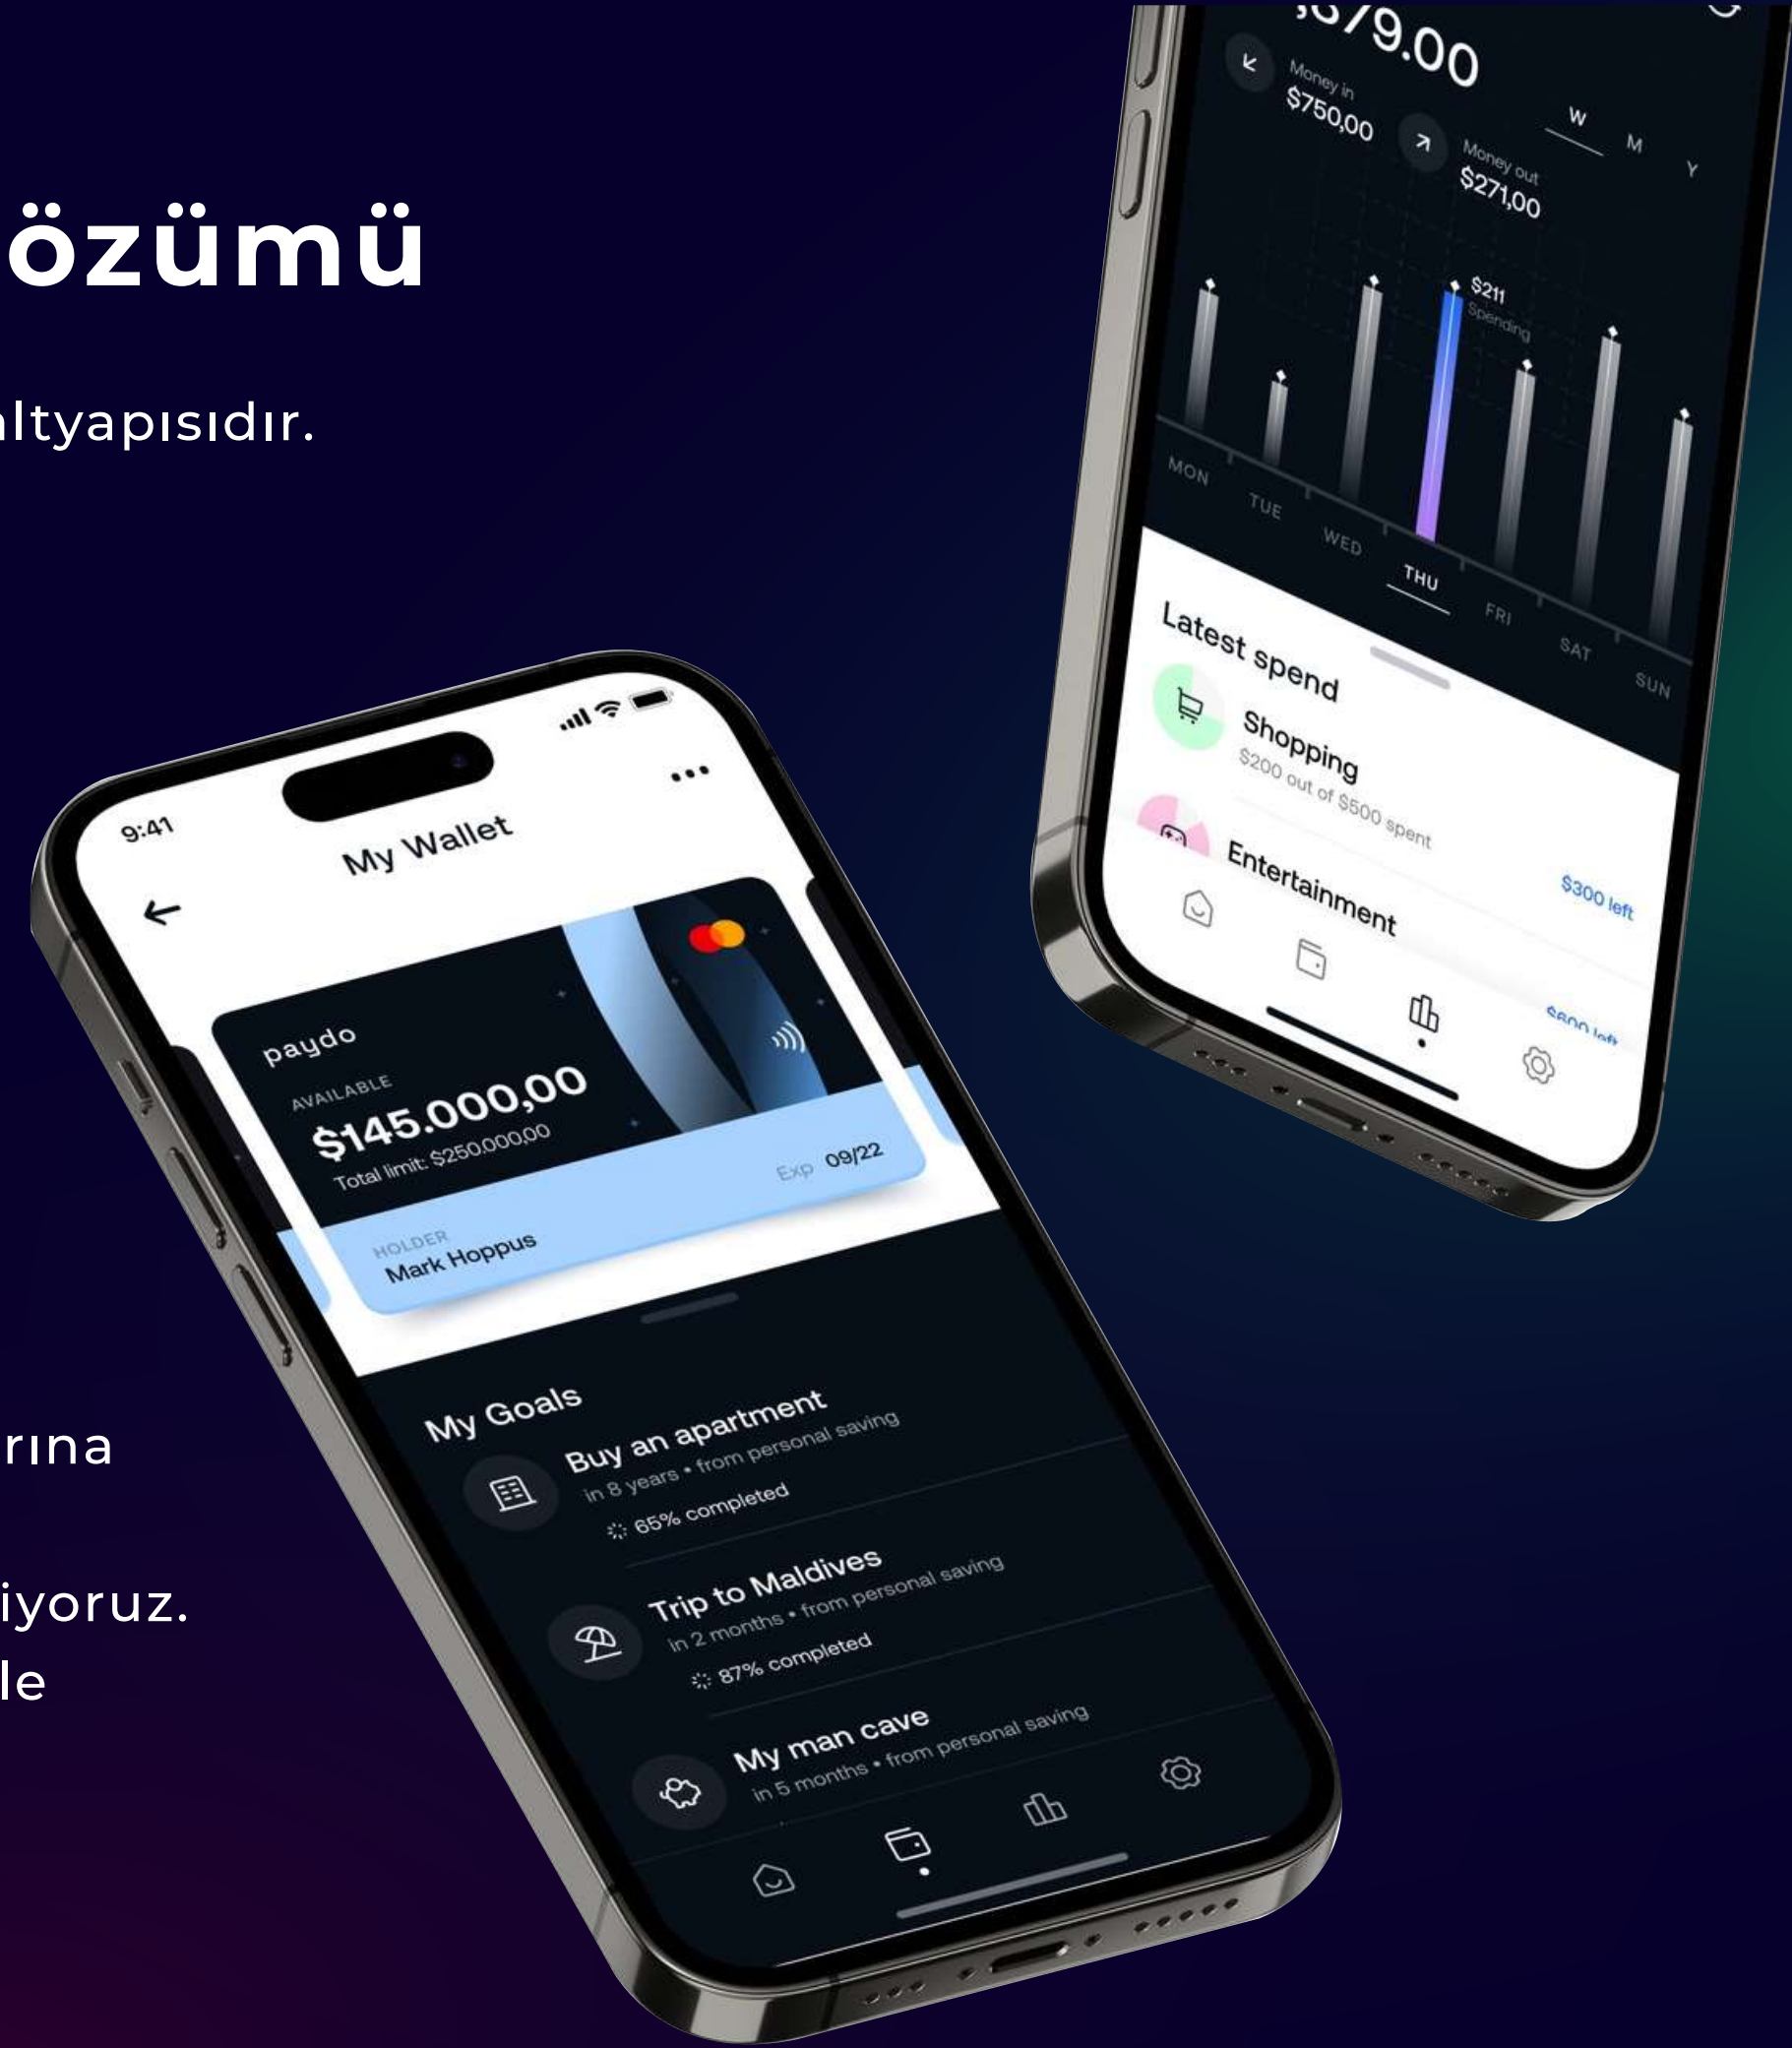 özümü
altyapısıdır.
rına
iyoruz.
le
79.00
Money in
$750,00
Money out
$271,00
W M Y
$211
Spending
MON TUE WED THU FRI SAT SUN
Latest spend
Shopping
$200 out of $500 spent
$300 left
Entertainment
9:41
My Wallet
paydo
AVAILABLE
$145.000,00
Total limit: $250.000,00
Exp 09/22
HOLDER
Mark Hoppus
My Goals
Buy an apartment
in 8 years • from personal saving
65% completed
Trip to Maldives
in 2 months • from personal saving
87% completed
My man cave
in 5 months • from personal saving